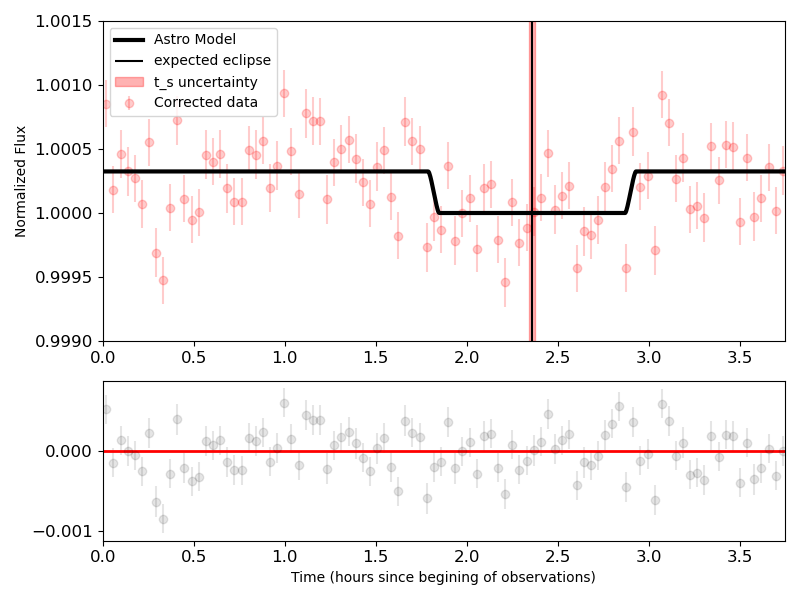 1.0015
1.0010
1.0005
1.0000
0.9995
0.9990
Normalized Flux
Astro Model
expected eclipse
t_s uncertainty
Corrected data
0.0 0.5 1.0 1.5 2.0 2.5 3.0 3.5
0.000
−0.001
0.0 0.5 1.0 1.5 2.0 2.5 3.0 3.5
Time (hours since begining of observations)